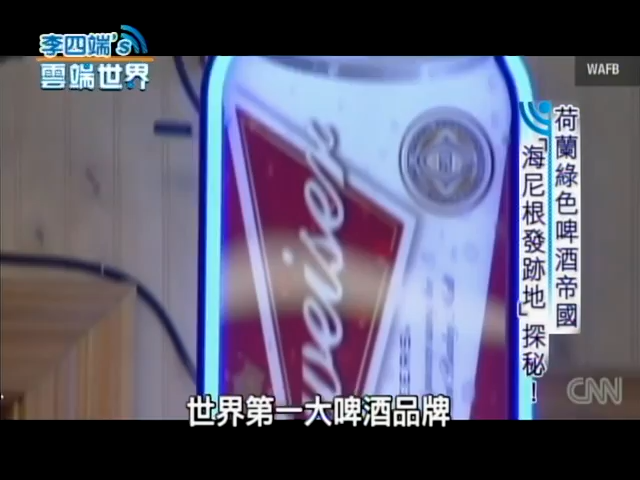 李四端's
雲端世界
WAFB
荷蘭綠色啤酒帝國
「海尼根發跡地」探秘！
weiser
世界第一大啤酒品牌
CNN